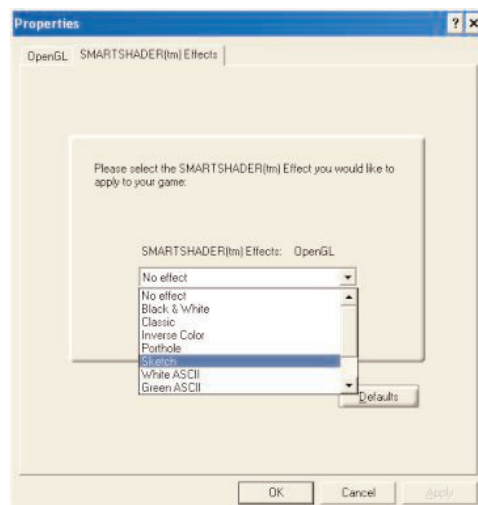 Properties
OpenGL SMARTSHADER(tm) Effects
Please select the SMARTSHADER(tm) Effect you would like to
apply to your game:
SMARTSHADER(tm) Effects: OpenGL
No effect
No effect
Black & White
Classic
Inverse Color
Porthole
Sketch
White ASCII
Green ASCII
Defaults
OK Cancel Apply